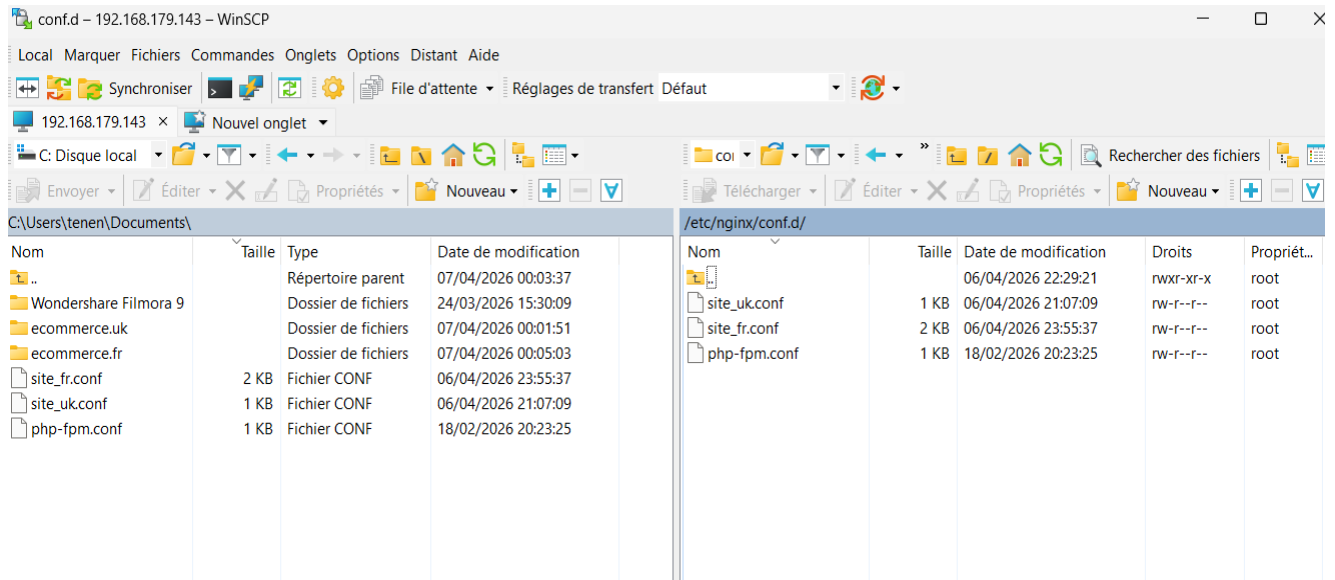 conf.d – 192.168.179.143 – WinSCP
Local Marquer Fichiers Commandes Onglets Options Distant Aide
Synchroniser File d'attente Réglages de transfert Défaut
192.168.179.143 × Nouvel onglet
C: Disque local
Rechercher des fichiers
Envoyer Éditer Propriétés Nouveau
Télécharger Éditer Propriétés Nouveau
C:\Users\tenen\Documents\
/etc/nginx/conf.d/
Nom Taille Type Date de modification
.. Répertoire parent 07/04/2026 00:03:37
Wondershare Filmora 9 Dossier de fichiers 24/03/2026 15:30:09
ecommerce.uk Dossier de fichiers 07/04/2026 00:01:51
ecommerce.fr Dossier de fichiers 07/04/2026 00:05:03
site_fr.conf 2 KB Fichier CONF 06/04/2026 23:55:37
site_uk.conf 1 KB Fichier CONF 06/04/2026 21:07:09
php-fpm.conf 1 KB Fichier CONF 18/02/2026 20:23:25
Nom Taille Date de modification Droits Propriét...
.. 06/04/2026 22:29:21 rwxr-xr-x root
site_uk.conf 1 KB 06/04/2026 21:07:09 rw-r--r-- root
site_fr.conf 2 KB 06/04/2026 23:55:37 rw-r--r-- root
php-fpm.conf 1 KB 18/02/2026 20:23:25 rw-r--r-- root